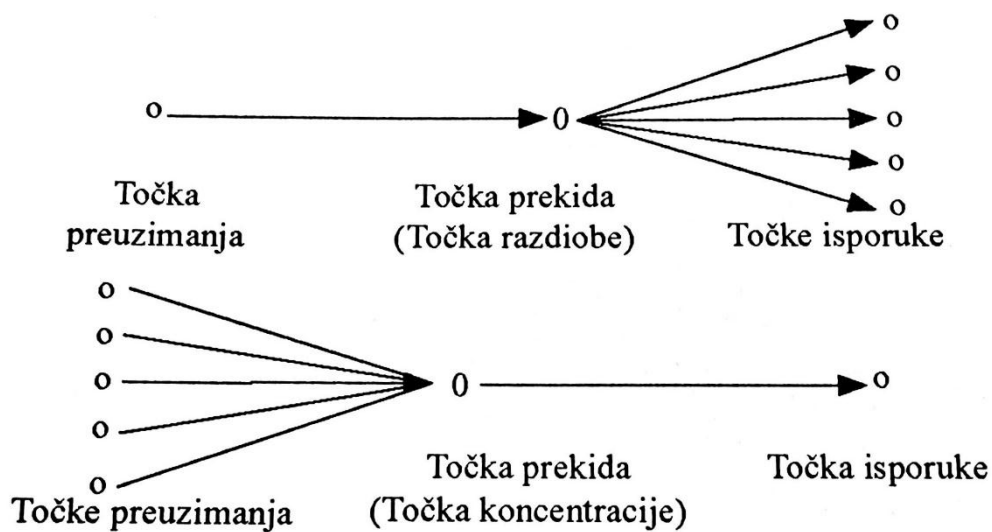 Točka
preuzimanja
Točka prekida
(Točka razdiobe)
Točke isporuke
Točke preuzimanja
Točka prekida
(Točka koncentracije)
Točka isporuke